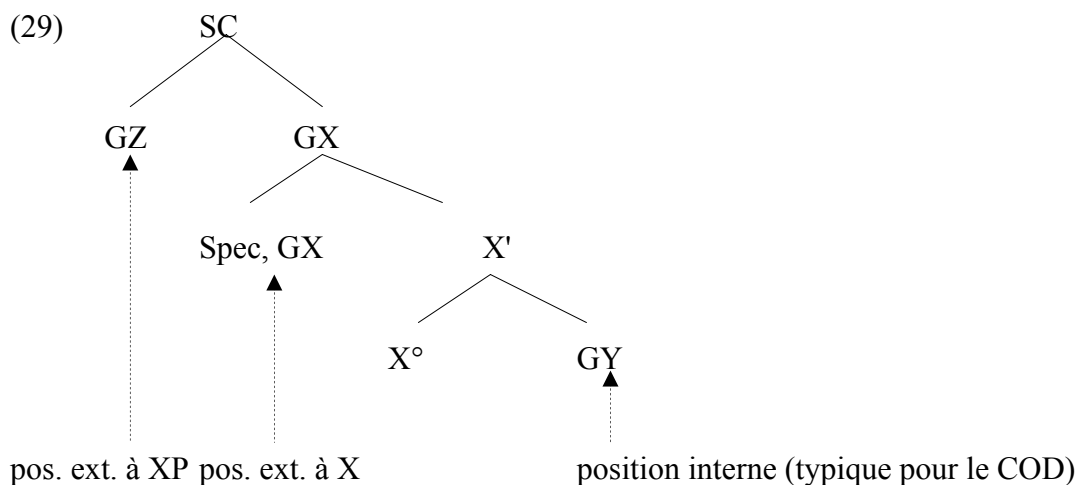 (29) SC
GZ GX
Spec, GX X'
X° GY
pos. ext. à XP pos. ext. à X position interne (typique pour le COD)